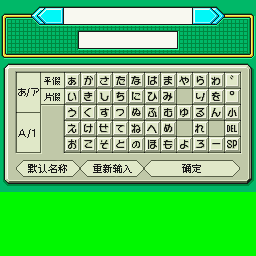 あ/ア 平假 あ か さ た な は ま や ら わ ゛
片假 い き し ち に ひ み り を ゜
う く す つ ぬ ふ む ゆ る ん 小
A/1 え け せ て ね へ め れ DEL
お こ そ と の ほ も よ ろ ー SP
默认名称 重新输入 确定